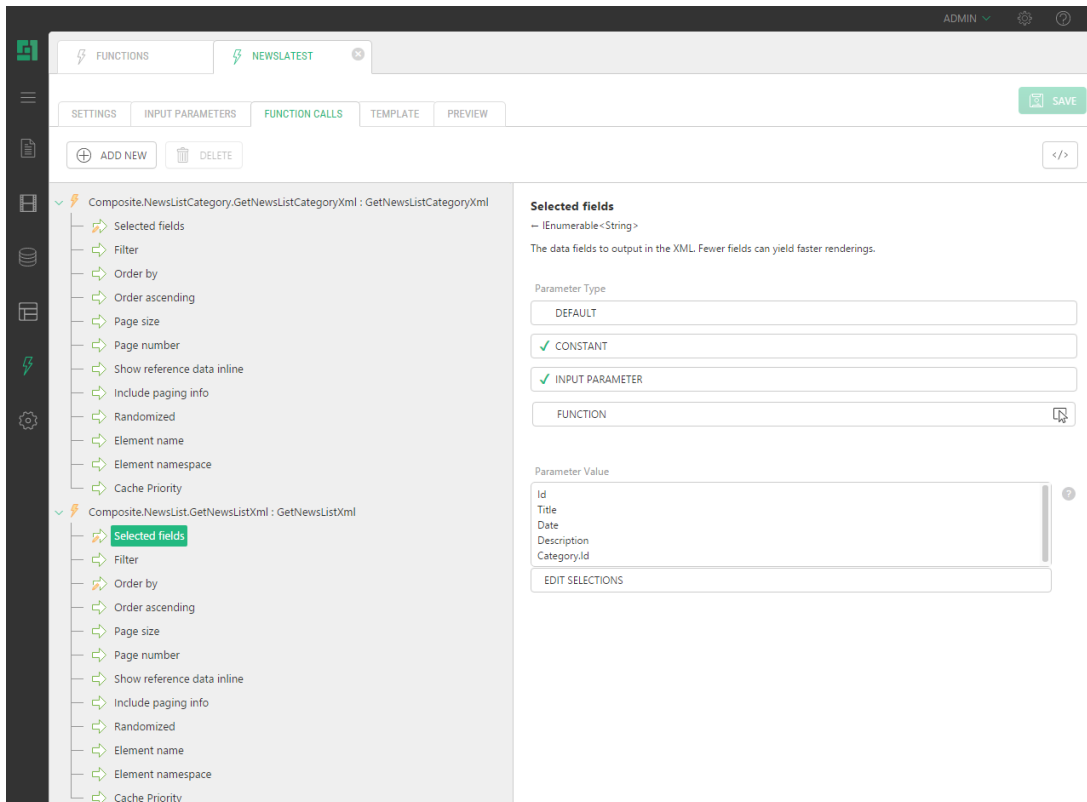 ADMIN
FUNCTIONS
NEWSLATEST
SETTINGS
INPUT PARAMETERS
FUNCTION CALLS
TEMPLATE
PREVIEW
SAVE
ADD NEW
DELETE
</>
Composite.NewsListCategory.GetNewsListCategoryXml : GetNewsListCategoryXml
Selected fields
Filter
Order by
Order ascending
Page size
Page number
Show reference data inline
Include paging info
Randomized
Element name
Element namespace
Cache Priority
Composite.NewsList.GetNewsListXml : GetNewsListXml
Selected fields
Filter
Order by
Order ascending
Page size
Page number
Show reference data inline
Include paging info
Randomized
Element name
Element namespace
Cache Priority
Selected fields
← IEnumerable<String>
The data fields to output in the XML. Fewer fields can yield faster renderings.
Parameter Type
DEFAULT
✓ CONSTANT
✓ INPUT PARAMETER
FUNCTION
Parameter Value
Id
Title
Date
Description
Category.Id
?
EDIT SELECTIONS